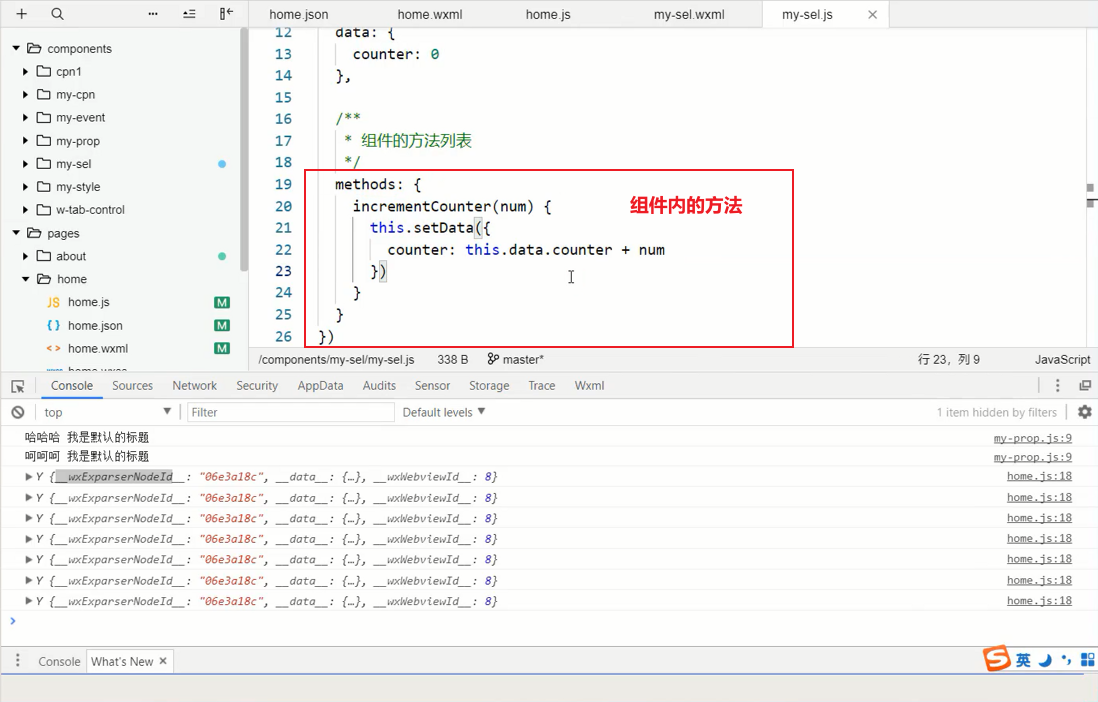 home.json home.wxml home.js my-sel.wxml my-sel.js
components
cpn1
my-cpn
my-event
my-prop
my-sel
my-style
w-tab-control
pages
about
home
JS home.js M
{} home.json M
<> home.wxml M
12 data: {
13 counter: 0
14 },
15
16 /**
17 * 组件的方法列表
18 */
19 methods: {
20 incrementCounter(num) {
21 this.setData({
22 counter: this.data.counter + num
23 })
24 }
25 }
26 })
组件内的方法
/components/my-sel/my-sel.js 338 B master* 行 23，列 9 JavaScript
Console Sources Network Security AppData Audits Sensor Storage Trace Wxml
top Filter Default levels 1 item hidden by filters
哈哈哈 我是默认的标题 my-prop.js:9
呵呵呵 我是默认的标题 my-prop.js:9
Y {__wxExparserNodeId__: "06e3a18c", __data__: {…}, __wxWebviewId__: 8} home.js:18
Y {__wxExparserNodeId__: "06e3a18c", __data__: {…}, __wxWebviewId__: 8} home.js:18
Y {__wxExparserNodeId__: "06e3a18c", __data__: {…}, __wxWebviewId__: 8} home.js:18
Y {__wxExparserNodeId__: "06e3a18c", __data__: {…}, __wxWebviewId__: 8} home.js:18
Y {__wxExparserNodeId__: "06e3a18c", __data__: {…}, __wxWebviewId__: 8} home.js:18
Y {__wxExparserNodeId__: "06e3a18c", __data__: {…}, __wxWebviewId__: 8} home.js:18
Y {__wxExparserNodeId__: "06e3a18c", __data__: {…}, __wxWebviewId__: 8} home.js:18
Console What's New
英